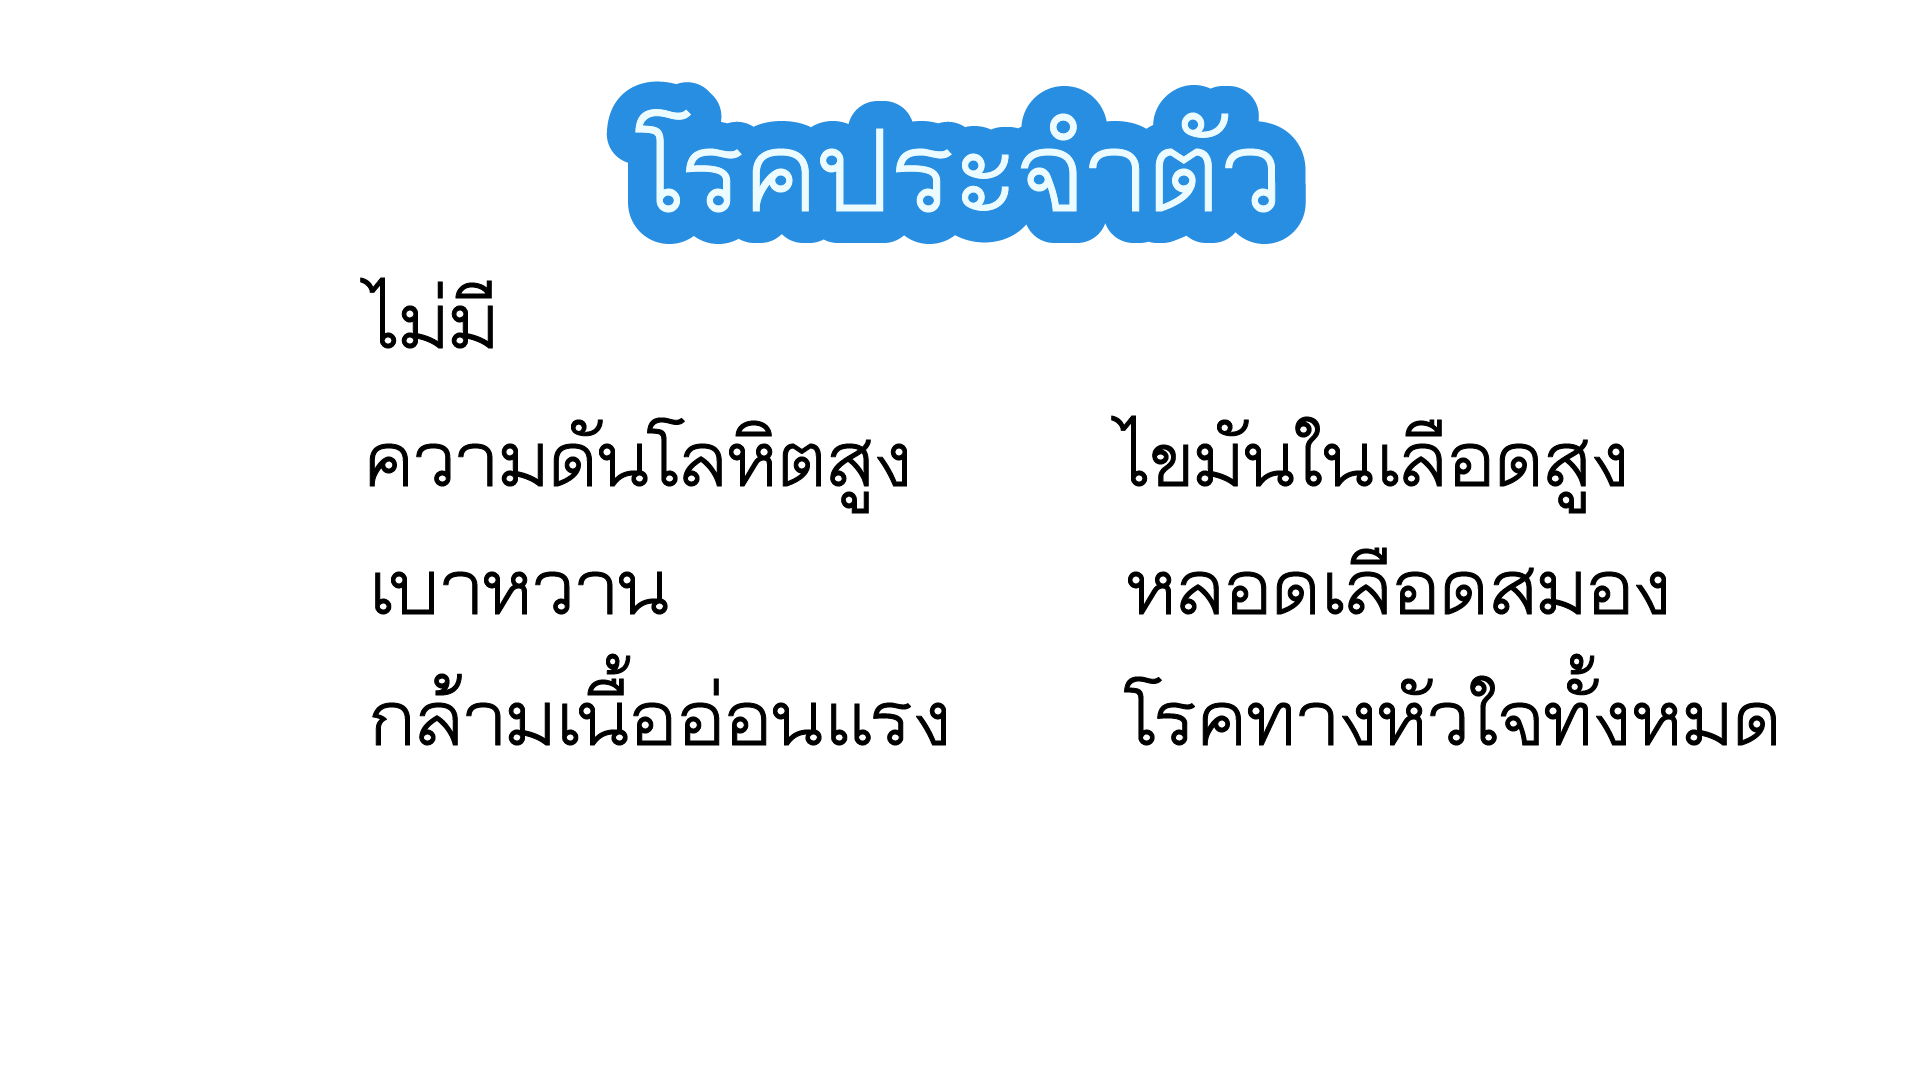 โรคประจำตัว
ไม่มี
ความดันโลหิตสูง ไขมันในเลือดสูง
เบาหวาน หลอดเลือดสมอง
กล้ามเนื้ออ่อนแรง โรคทางหัวใจทั้งหมด